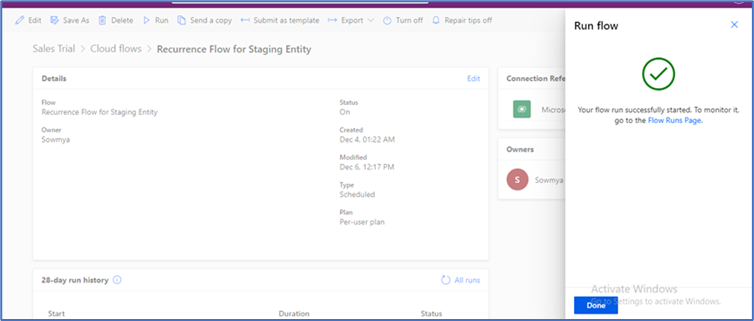 Edit Save As Delete Run Send a copy Submit as template Export Turn off Repair tips off
Sales Trial > Cloud flows > Recurrence Flow for Staging Entity
Details Edit
Flow
Recurrence Flow for Staging Entity
Owner
Sowmya
Status
On
Created
Dec 4, 01:22 AM
Modified
Dec 6, 12:17 PM
Type
Scheduled
Plan
Per-user plan
28-day run history All runs
Start Duration Status
Connection Refe
Microso
Owners
S Sowmya
Run flow
Your flow run successfully started. To monitor it,
go to the Flow Runs Page.
Activate Windows
Go to Settings to activate Windows.
Done